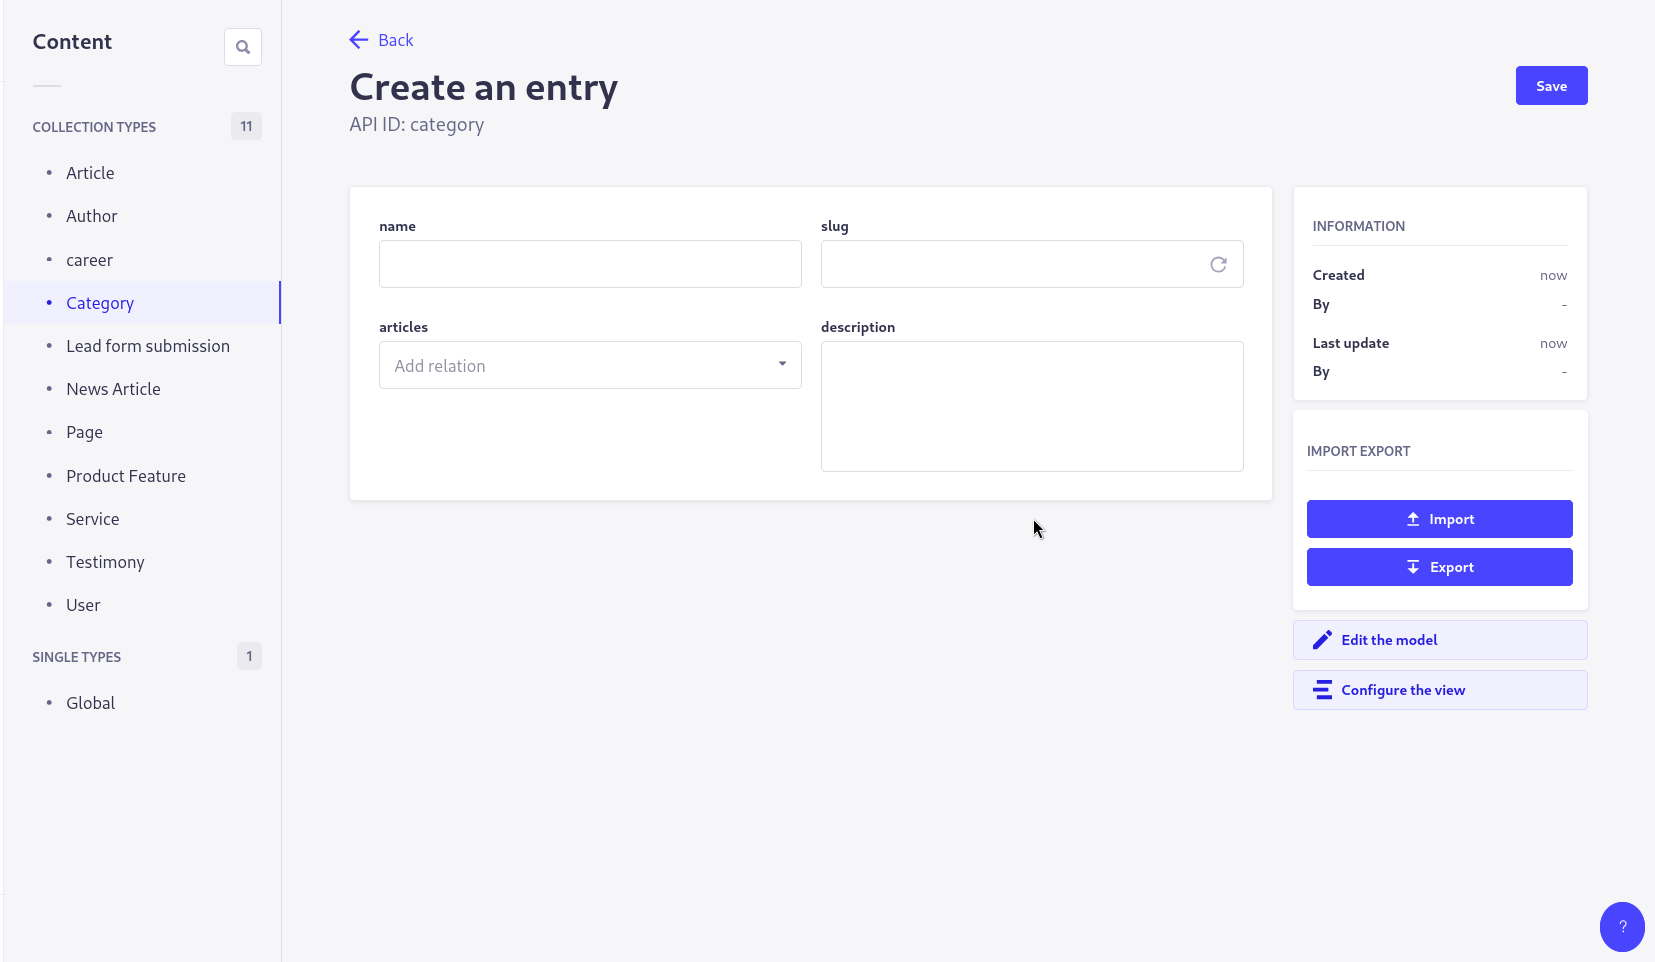 Content
COLLECTION TYPES
11
Article
Author
career
Category
Lead form submission
News Article
Page
Product Feature
Service
Testimony
User
SINGLE TYPES
1
Global
Back
Create an entry
API ID: category
Save
name
slug
articles
Add relation
description
INFORMATION
Created now
By -
Last update now
By -
IMPORT EXPORT
Import
Export
Edit the model
Configure the view
?